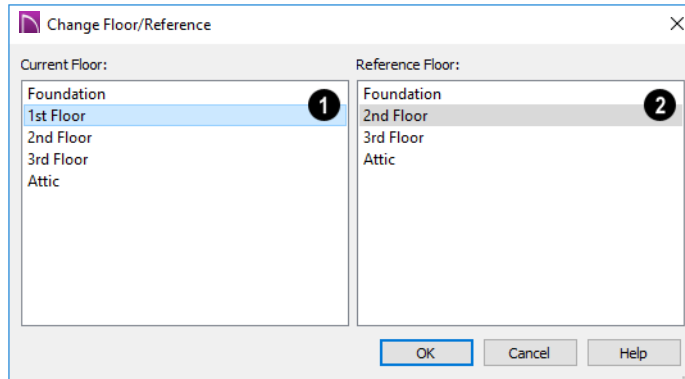 Change Floor/Reference
Current Floor:
Foundation
1st Floor
2nd Floor
3rd Floor
Attic
1
Reference Floor:
Foundation
2nd Floor
3rd Floor
Attic
2
OK
Cancel
Help